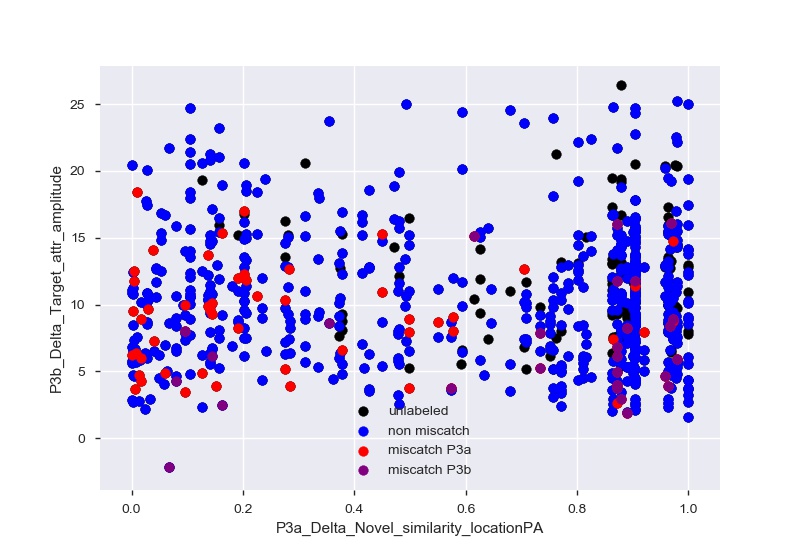 25
20
15
10
5
0
P3b_Delta_Target_attr_amplitude
unlabeled
non miscatch
miscatch P3a
miscatch P3b
0.0 0.2 0.4 0.6 0.8 1.0
P3a_Delta_Novel_similarity_locationPA